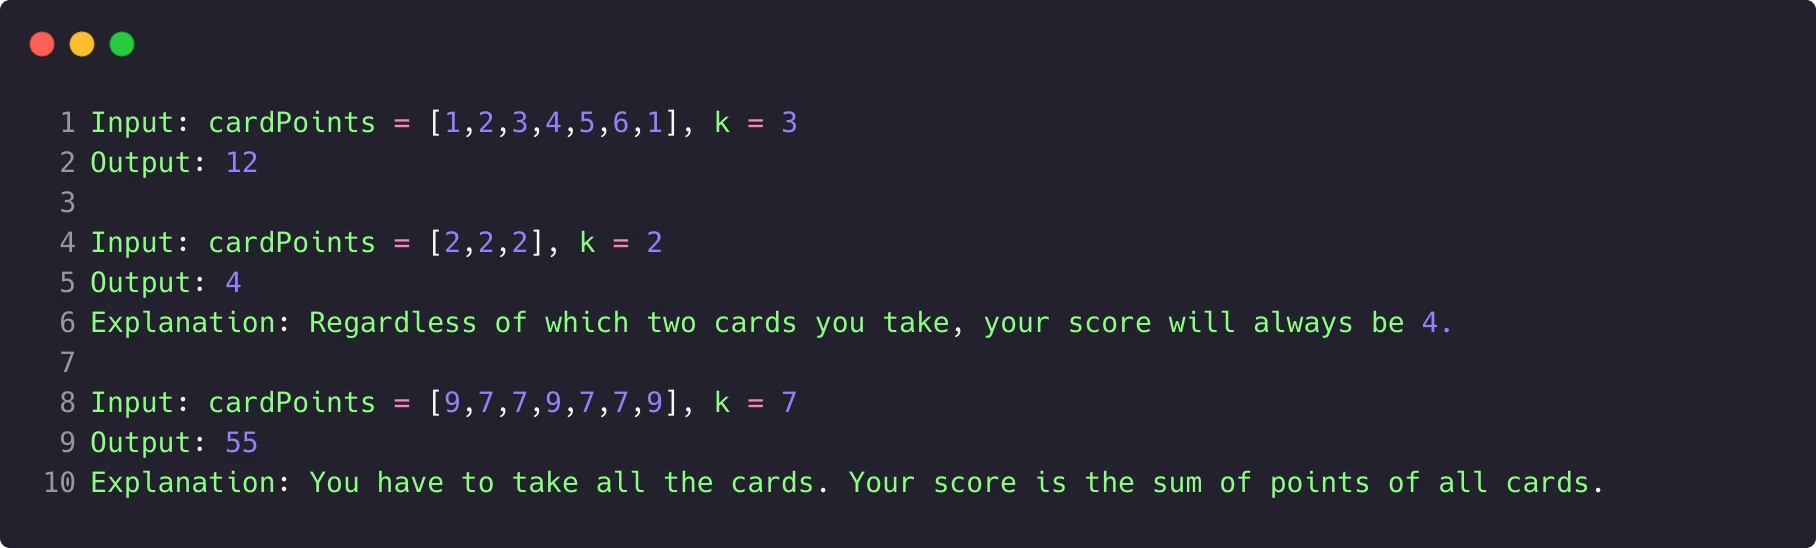 1 Input: cardPoints = [1,2,3,4,5,6,1], k = 3
2 Output: 12
3
4 Input: cardPoints = [2,2,2], k = 2
5 Output: 4
6 Explanation: Regardless of which two cards you take, your score will always be 4.
7
8 Input: cardPoints = [9,7,7,9,7,7,9], k = 7
9 Output: 55
10 Explanation: You have to take all the cards. Your score is the sum of points of all cards.